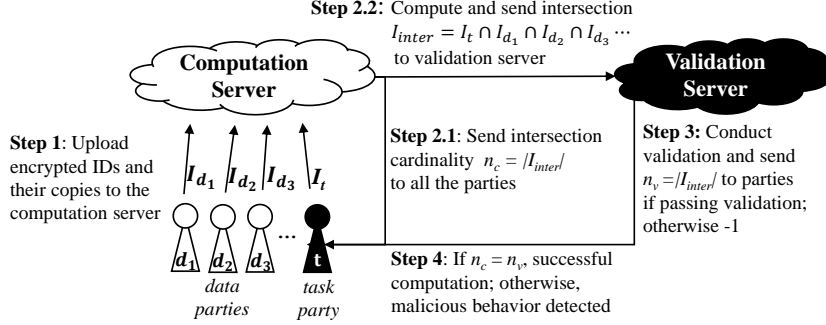 Step 2.2: Compute and send intersection
I_inter = I_t ∩ I_d₁ ∩ I_d₂ ∩ I_d₃ ⋯
to validation server
Computation
Server
Validation
Server
Step 1: Upload
encrypted IDs and
their copies to the
computation server
I_d₁ I_d₂ I_d₃ I_t
Step 2.1: Send intersection
cardinality n_c = |I_inter|
to all the parties
Step 3: Conduct
validation and send
n_v =|I_inter| to parties
if passing validation;
otherwise -1
d₁ d₂ d₃ ... t
data
parties
task
party
Step 4: If n_c = n_v, successful
computation; otherwise,
malicious behavior detected